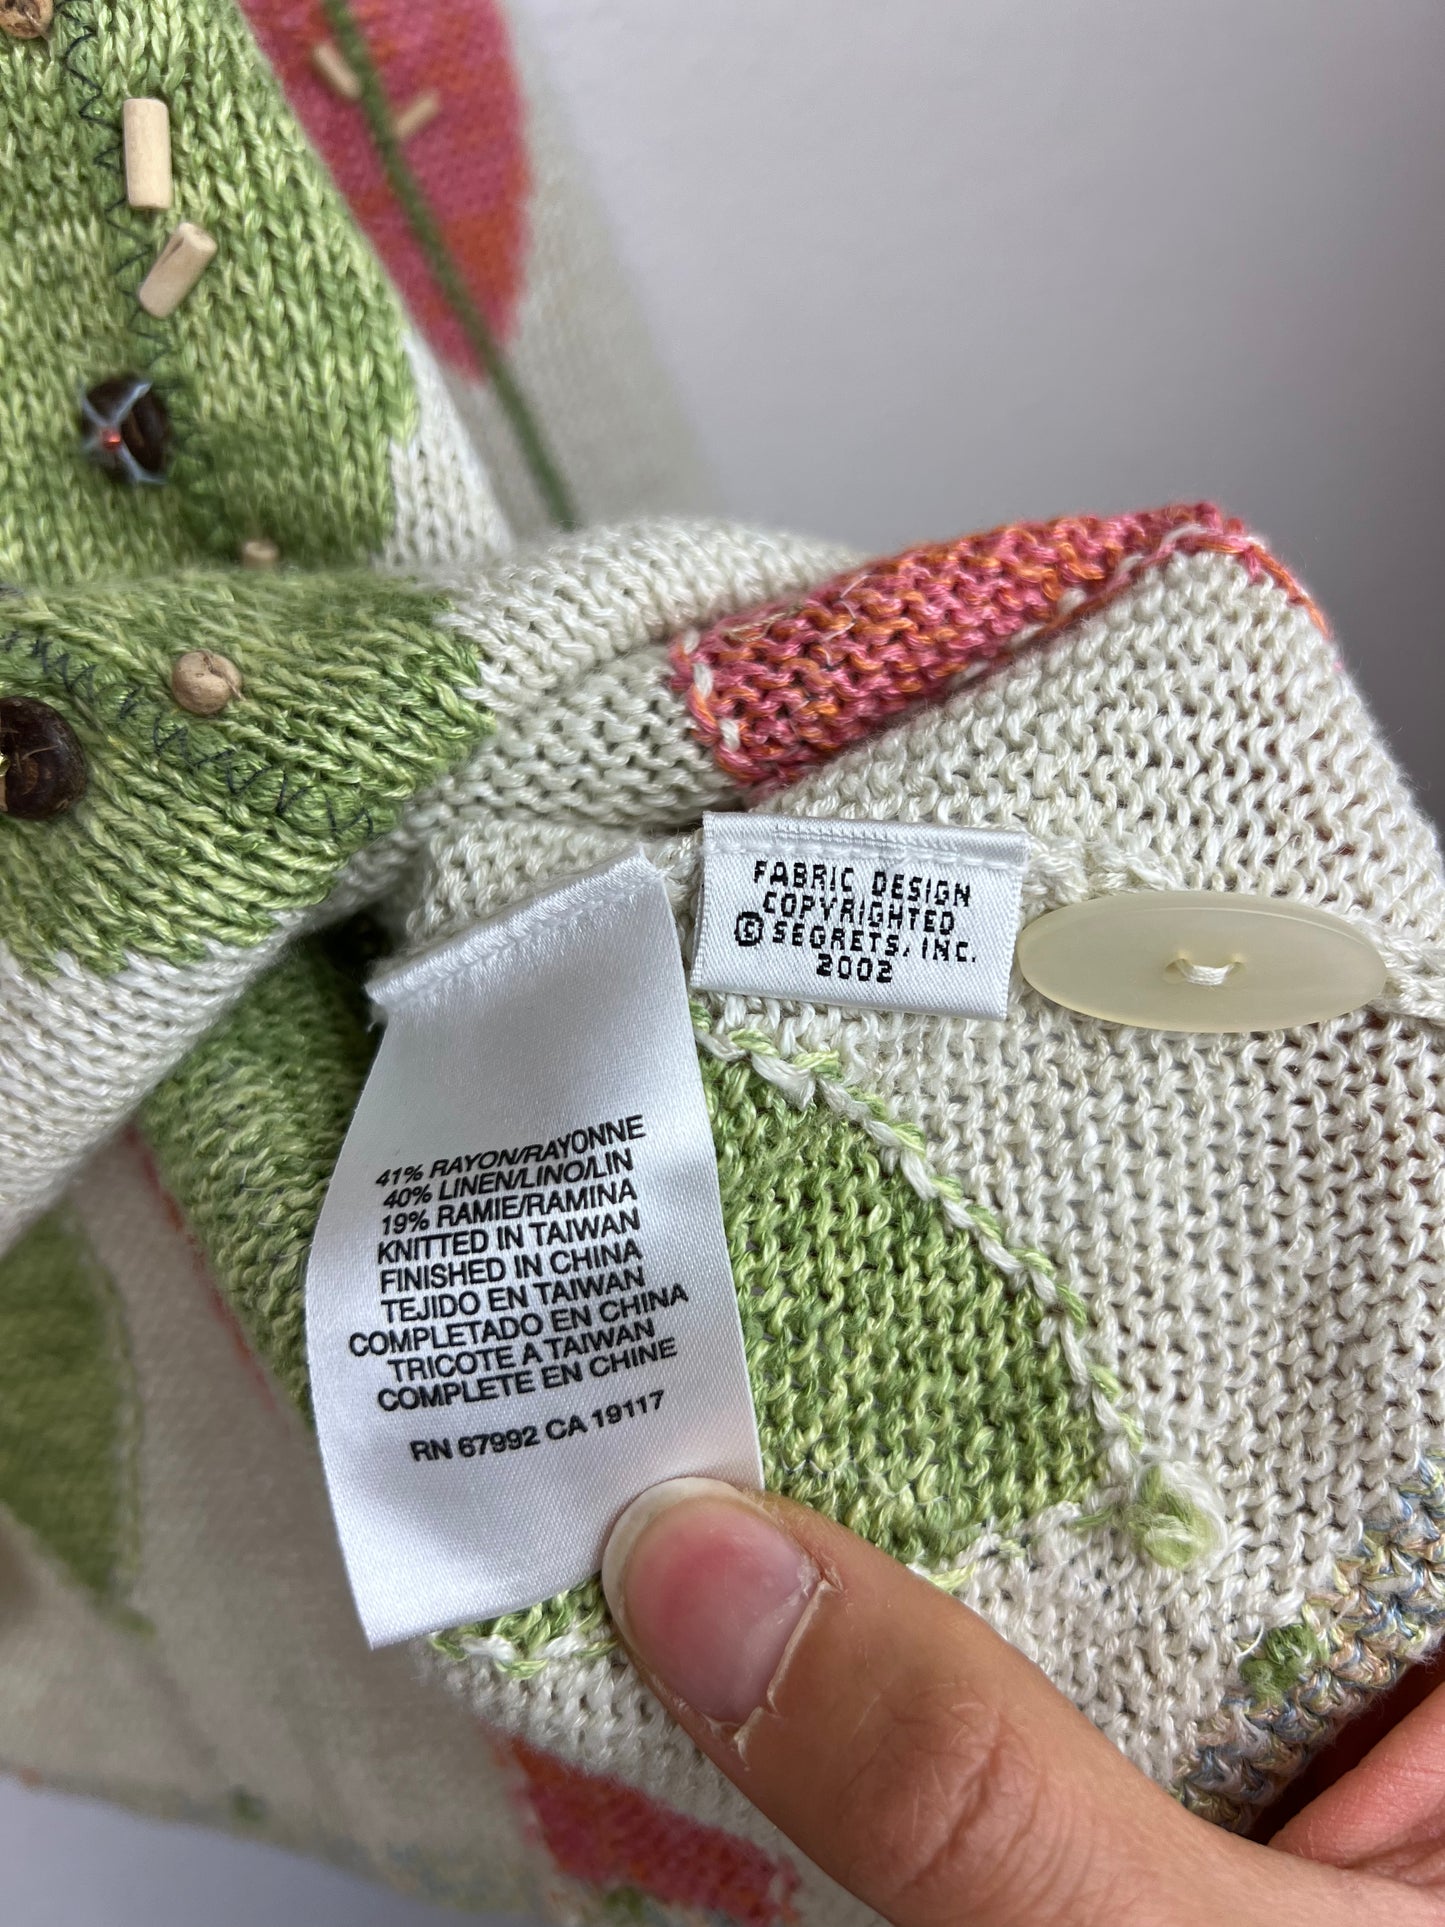 FABRIC DESIGN
COPYRIGHTED
© SEGRETS, INC.
2002
41% RAYON/RAYONNE
40% LINEN/LINO/LIN
19% RAMIE/RAMINA
KNITTED IN TAIWAN
FINISHED IN CHINA
TEJIDO EN TAIWAN
COMPLETADO EN CHINA
TRICOTE A TAIWAN
COMPLETE EN CHINE
RN 67992 CA 19117